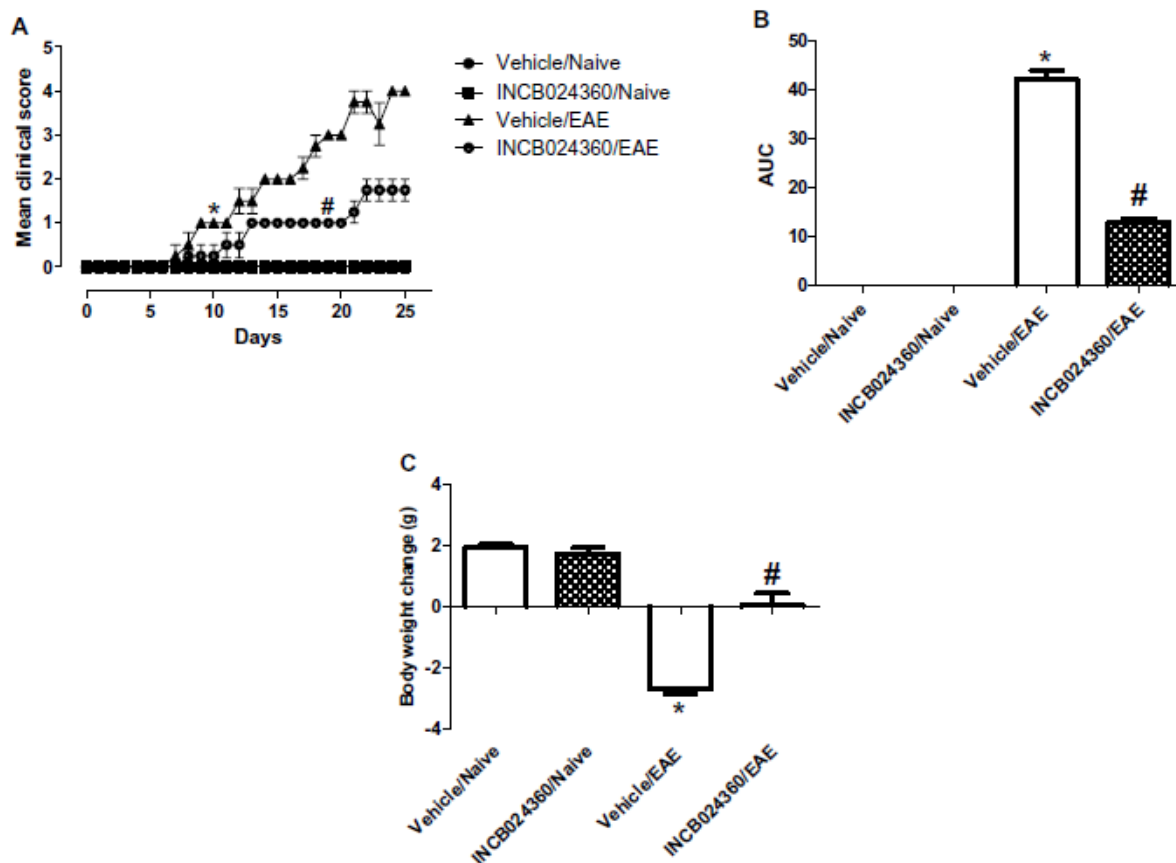 A
5
4
3
2
1
0
Mean clinical score
*
#
0 5 10 15 20 25
Days
Vehicle/Naive
INCB024360/Naive
Vehicle/EAE
INCB024360/EAE
B
50
40
30
20
10
0
AUC
*
#
Vehicle/Naive
INCB024360/Naive
Vehicle/EAE
INCB024360/EAE
C
4
2
0
-2
-4
Body weight change (g)
#
*
Vehicle/Naive
INCB024360/Naive
Vehicle/EAE
INCB024360/EAE